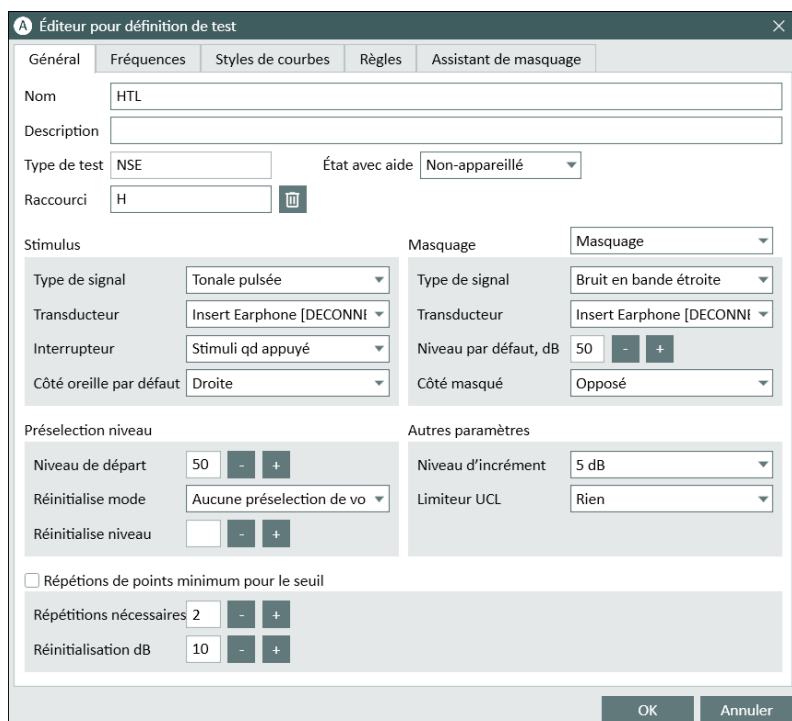 A Éditeur pour définition de test
Général Fréquences Styles de courbes Règles Assistant de masquage
Nom HTL
Description
Type de test NSE État avec aide Non-appareillé
Raccourci H
Stimulus Masquage Masquage
Type de signal Tonale pulsée Type de signal Bruit en bande étroite
Transducteur Insert Earphone [DECONNE Transducteur Insert Earphone [DECONNE
Interrupteur Stimuli qd appuyé Niveau par défaut, dB 50 - +
Côté oreille par défaut Droite Côté masqué Opposé
Préselection niveau Autres paramètres
Niveau de départ 50 - + Niveau d'incrément 5 dB
Réinitialise mode Aucune préselection de vo Limiteur UCL Rien
Réinitialise niveau - +
Répétions de points minimum pour le seuil
Répétitions nécessaires 2 - +
Réinitialisation dB 10 - +
OK Annuler